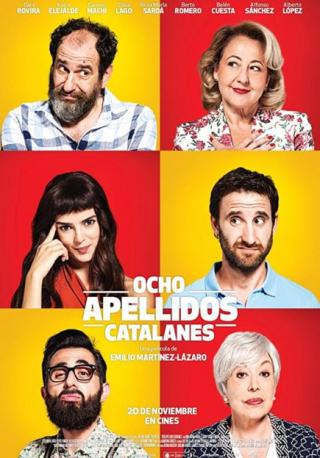 Dani Karra Carmen Clara Rosa María Berto Belén Alfonso Alberto
ROVIRA ELEJALDE MACHI LAGO SARDÁ ROMERO CUESTA SÁNCHEZ LÓPEZ
OCHO
APELLIDOS
CATALANES
Una película de
EMILIO MARTÍNEZ-LÁZARO
20 DE NOVIEMBRE
EN CINES